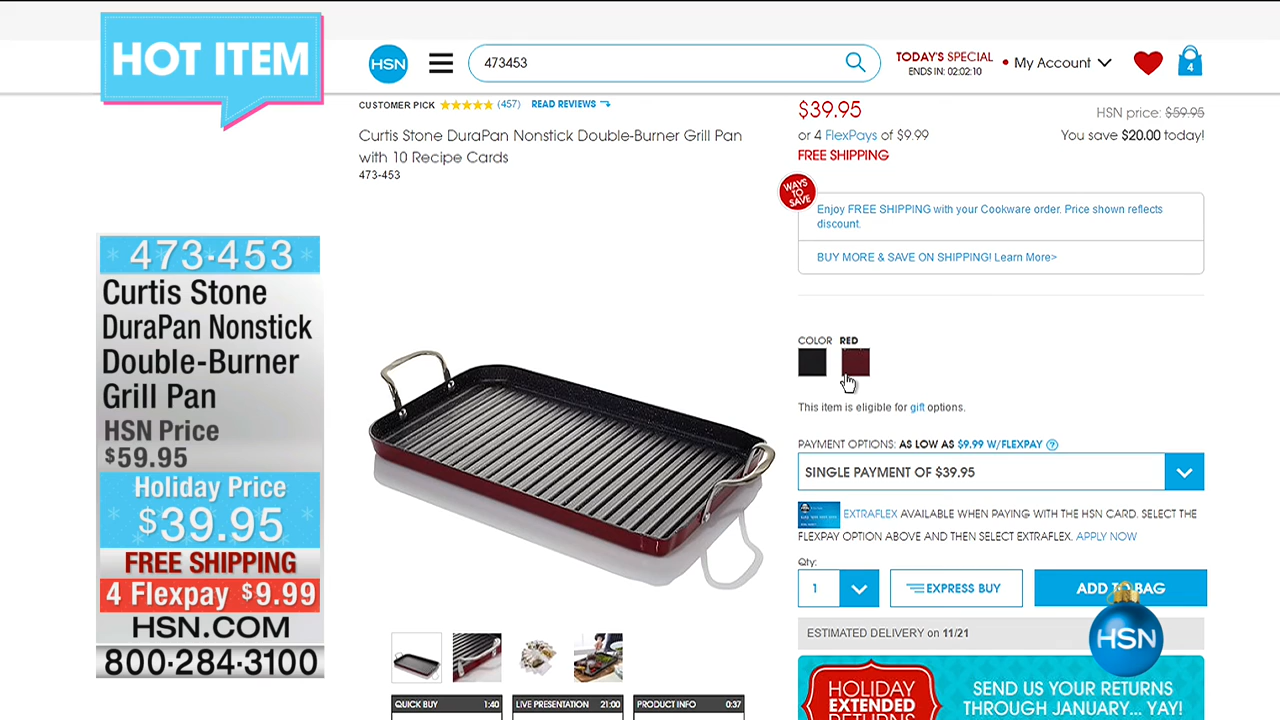 HOT ITEM
HSN
473453
TODAY'S SPECIAL
ENDS IN: 02:02:10
My Account
4
CUSTOMER PICK (457) READ REVIEWS
Curtis Stone DuraPan Nonstick Double-Burner Grill Pan
with 10 Recipe Cards
473-453
$39.95
HSN price: $59.95
or 4 FlexPays of $9.99
You save $20.00 today!
FREE SHIPPING
WAYS
TO
SAVE
Enjoy FREE SHIPPING with your Cookware order. Price shown reflects
discount.
BUY MORE & SAVE ON SHIPPING! Learn More>
COLOR RED
This item is eligible for gift options.
PAYMENT OPTIONS: AS LOW AS $9.99 W/FLEXPAY ?
SINGLE PAYMENT OF $39.95
EXTRAFLEX AVAILABLE WHEN PAYING WITH THE HSN CARD. SELECT THE
FLEXPAY OPTION ABOVE AND THEN SELECT EXTRAFLEX. APPLY NOW
Qty:
1
EXPRESS BUY
ADD TO BAG
ESTIMATED DELIVERY on 11/21
HSN
HOLIDAY
EXTENDED
RETURNS
SEND US YOUR RETURNS
THROUGH JANUARY... YAY!
QUICK BUY 1:40
LIVE PRESENTATION 21:00
PRODUCT INFO 0:37
473·453
Curtis Stone
DuraPan Nonstick
Double-Burner
Grill Pan
HSN Price
$59.95
Holiday Price
$39.95
FREE SHIPPING
4 Flexpay $9.99
HSN.COM
800·284·3100